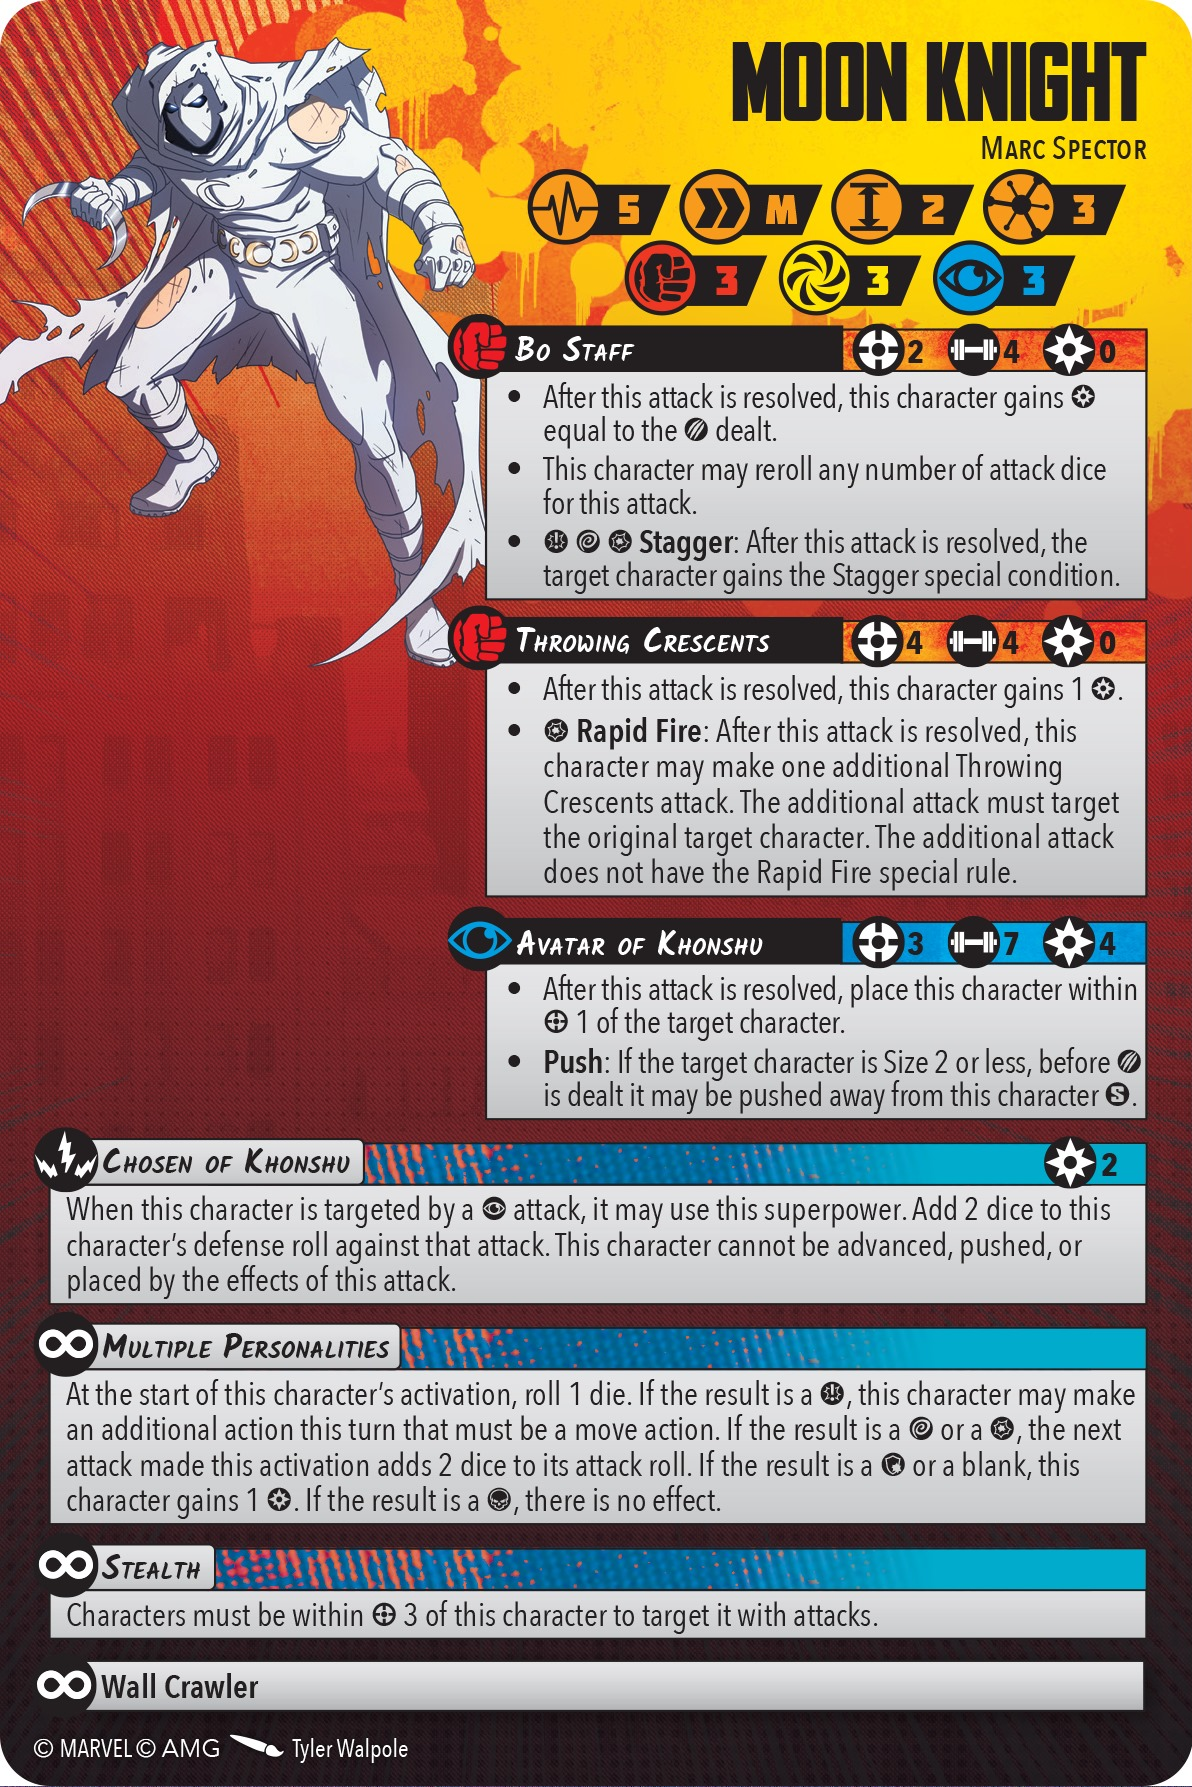 MOON KNIGHT
MARC SPECTOR
5 M 2 3
3 3 3
BO STAFF 2 4 0
• After this attack is resolved, this character gains
equal to the dealt.
• This character may reroll any number of attack dice
for this attack.
• Stagger: After this attack is resolved, the
target character gains the Stagger special condition.
THROWING CRESCENTS 4 4 0
• After this attack is resolved, this character gains 1 .
• Rapid Fire: After this attack is resolved, this
character may make one additional Throwing
Crescents attack. The additional attack must target
the original target character. The additional attack
does not have the Rapid Fire special rule.
AVATAR OF KHONSHU 3 7 4
• After this attack is resolved, place this character within
1 of the target character.
• Push: If the target character is Size 2 or less, before
is dealt it may be pushed away from this character S.
CHOSEN OF KHONSHU 2
When this character is targeted by a attack, it may use this superpower. Add 2 dice to this
character's defense roll against that attack. This character cannot be advanced, pushed, or
placed by the effects of this attack.
MULTIPLE PERSONALITIES
At the start of this character's activation, roll 1 die. If the result is a , this character may make
an additional action this turn that must be a move action. If the result is a or a , the next
attack made this activation adds 2 dice to its attack roll. If the result is a or a blank, this
character gains 1 . If the result is a , there is no effect.
STEALTH
Characters must be within 3 of this character to target it with attacks.
Wall Crawler
© MARVEL © AMG Tyler Walpole